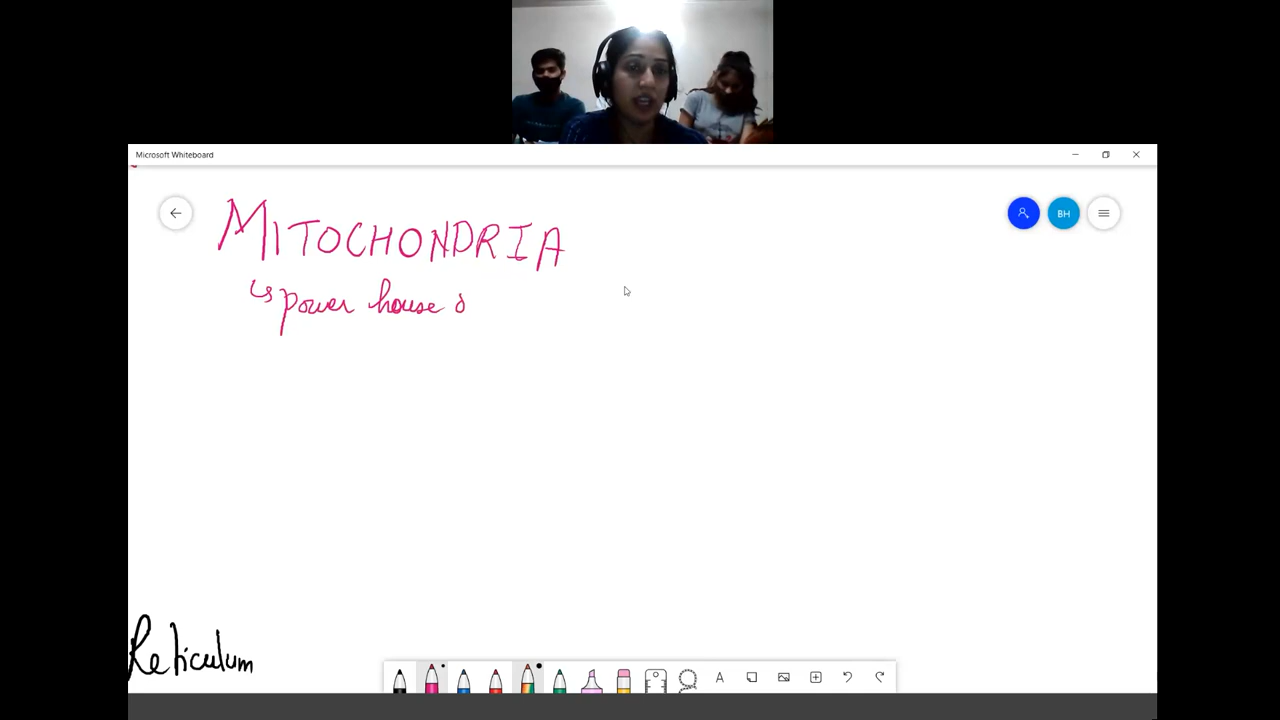 Microsoft Whiteboard
BH
MITOCHONDRIA
↳ power house o
Reticulum
A